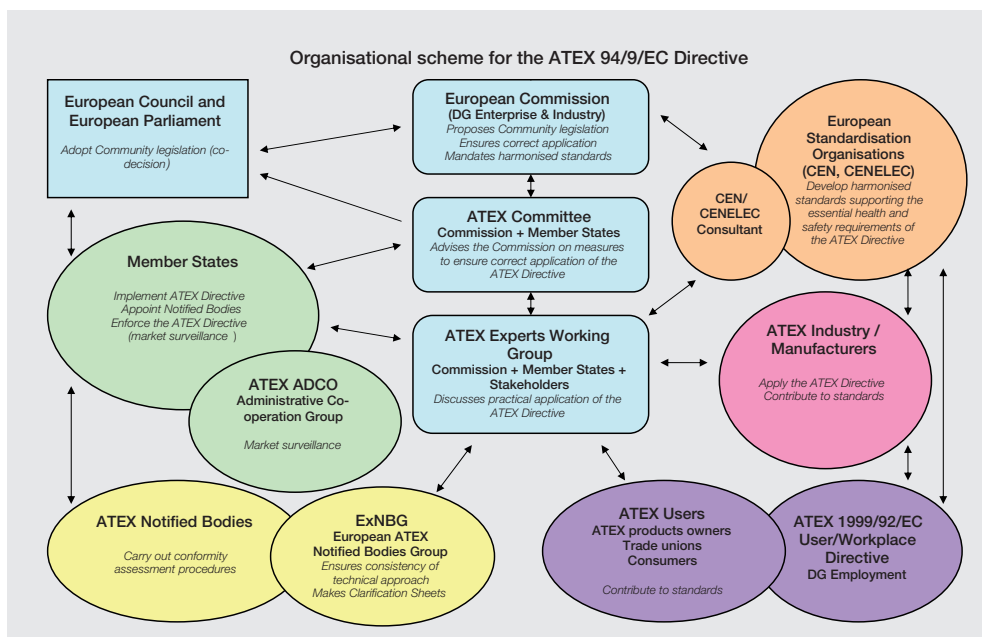 Organisational scheme for the ATEX 94/9/EC Directive
European Council and
European Parliament
Adopt Community legislation (co-
decision)
European Commission
(DG Enterprise & Industry)
Proposes Community legislation
Ensures correct application
Mandates harmonised standards
European
Standardisation
Organisations
(CEN, CENELEC)
Develop harmonised
standards supporting the
essential health and
safety requirements of
the ATEX Directive
CEN/
CENELEC
Consultant
ATEX Committee
Commission + Member States
Advises the Commission on measures
to ensure correct application of the
ATEX Directive
Member States
Implement ATEX Directive
Appoint Notified Bodies
Enforce the ATEX Directive
(market surveillance )
ATEX ADCO
Administrative Co-
operation Group
Market surveillance
ATEX Experts Working
Group
Commission + Member States +
Stakeholders
Discusses practical application of the
ATEX Directive
ATEX Industry /
Manufacturers
Apply the ATEX Directive
Contribute to standards
ATEX Notified Bodies
Carry out conformity
assessment procedures
ExNBG
European ATEX
Notified Bodies Group
Ensures consistency of
technical approach
Makes Clarification Sheets
ATEX Users
ATEX products owners
Trade unions
Consumers
Contribute to standards
ATEX 1999/92/EC
User/Workplace
Directive
DG Employment